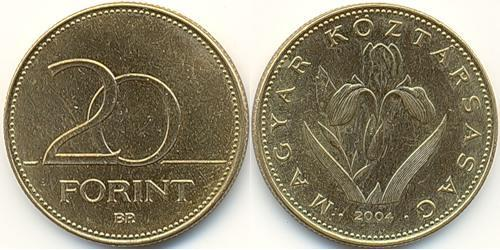 20
FORINT
BP.
MAGYAR KÖZTÁRSASÁG
· 2004 ·